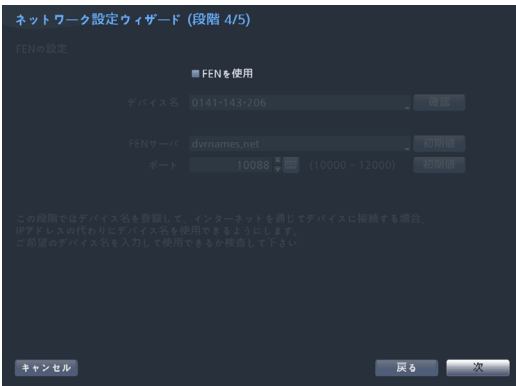 ネットワーク設定ウィザード (段階 4/5)
FENの設定
FENを使用
デバイス名 0141-143-206 確認
FENサーバ dvrnames.net 初期値
ポート 10088 (10000 ~ 12000) 初期値
この段階ではデバイス名を登録して、インターネットを通じてデバイスに接続する場合、
IPアドレスの代わりにデバイス名を使用できるようにします。
ご希望のデバイス名を入力して使用できるか検査して下さい
キャンセル 戻る 次